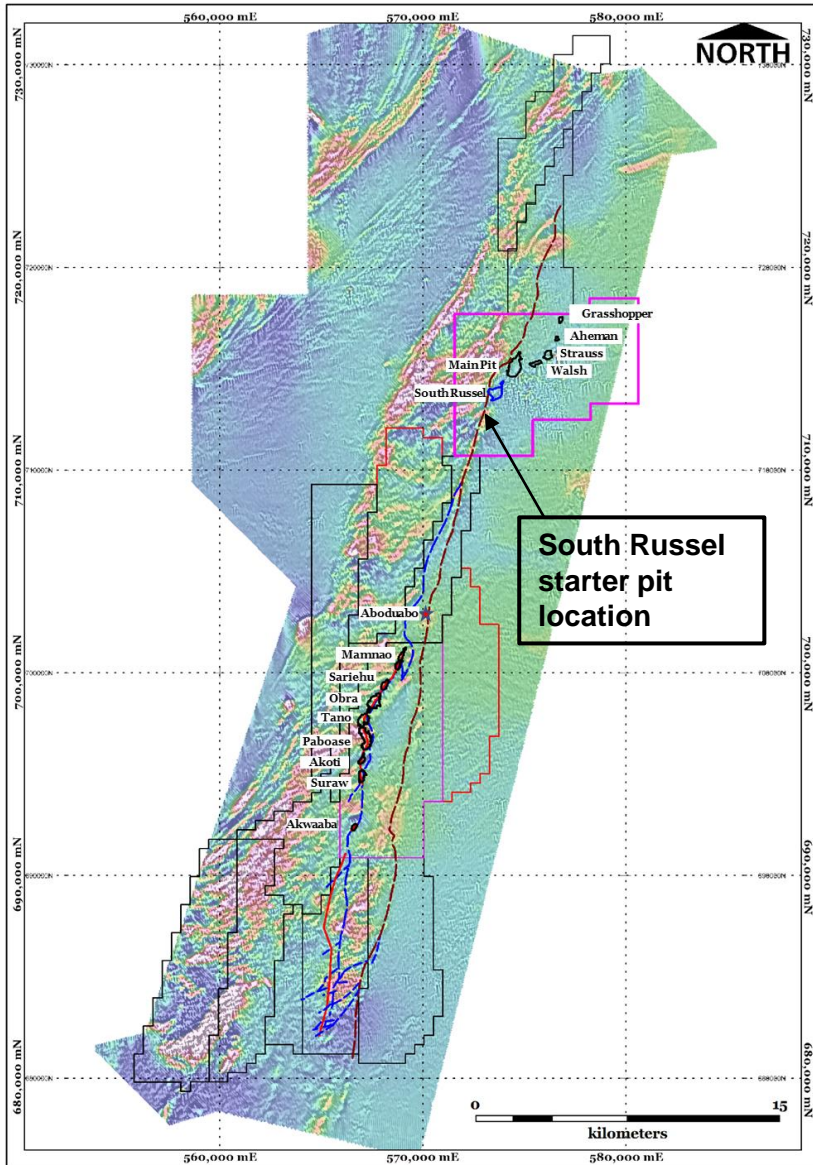 560,000 mE
570,000 mE
580,000 mE
730,000 mN
730,000 mN
NORTH
720,000 mN
720,000 mN
720000N
Grasshopper
Aheman
Strauss
Main Pit
Walsh
South Russel
710,000 mN
710,000 mN
710000N
South Russel
starter pit
location
Aboduabo
Mamnao
700,000 mN
700,000 mN
700000N
Sariehu
Obra
Tano
Paboase
Akoti
Suraw
Akwaaba
690,000 mN
690,000 mN
680,000 mN
680,000 mN
0
15
kilometers
560,000 mE
570,000 mE
580,000 mE